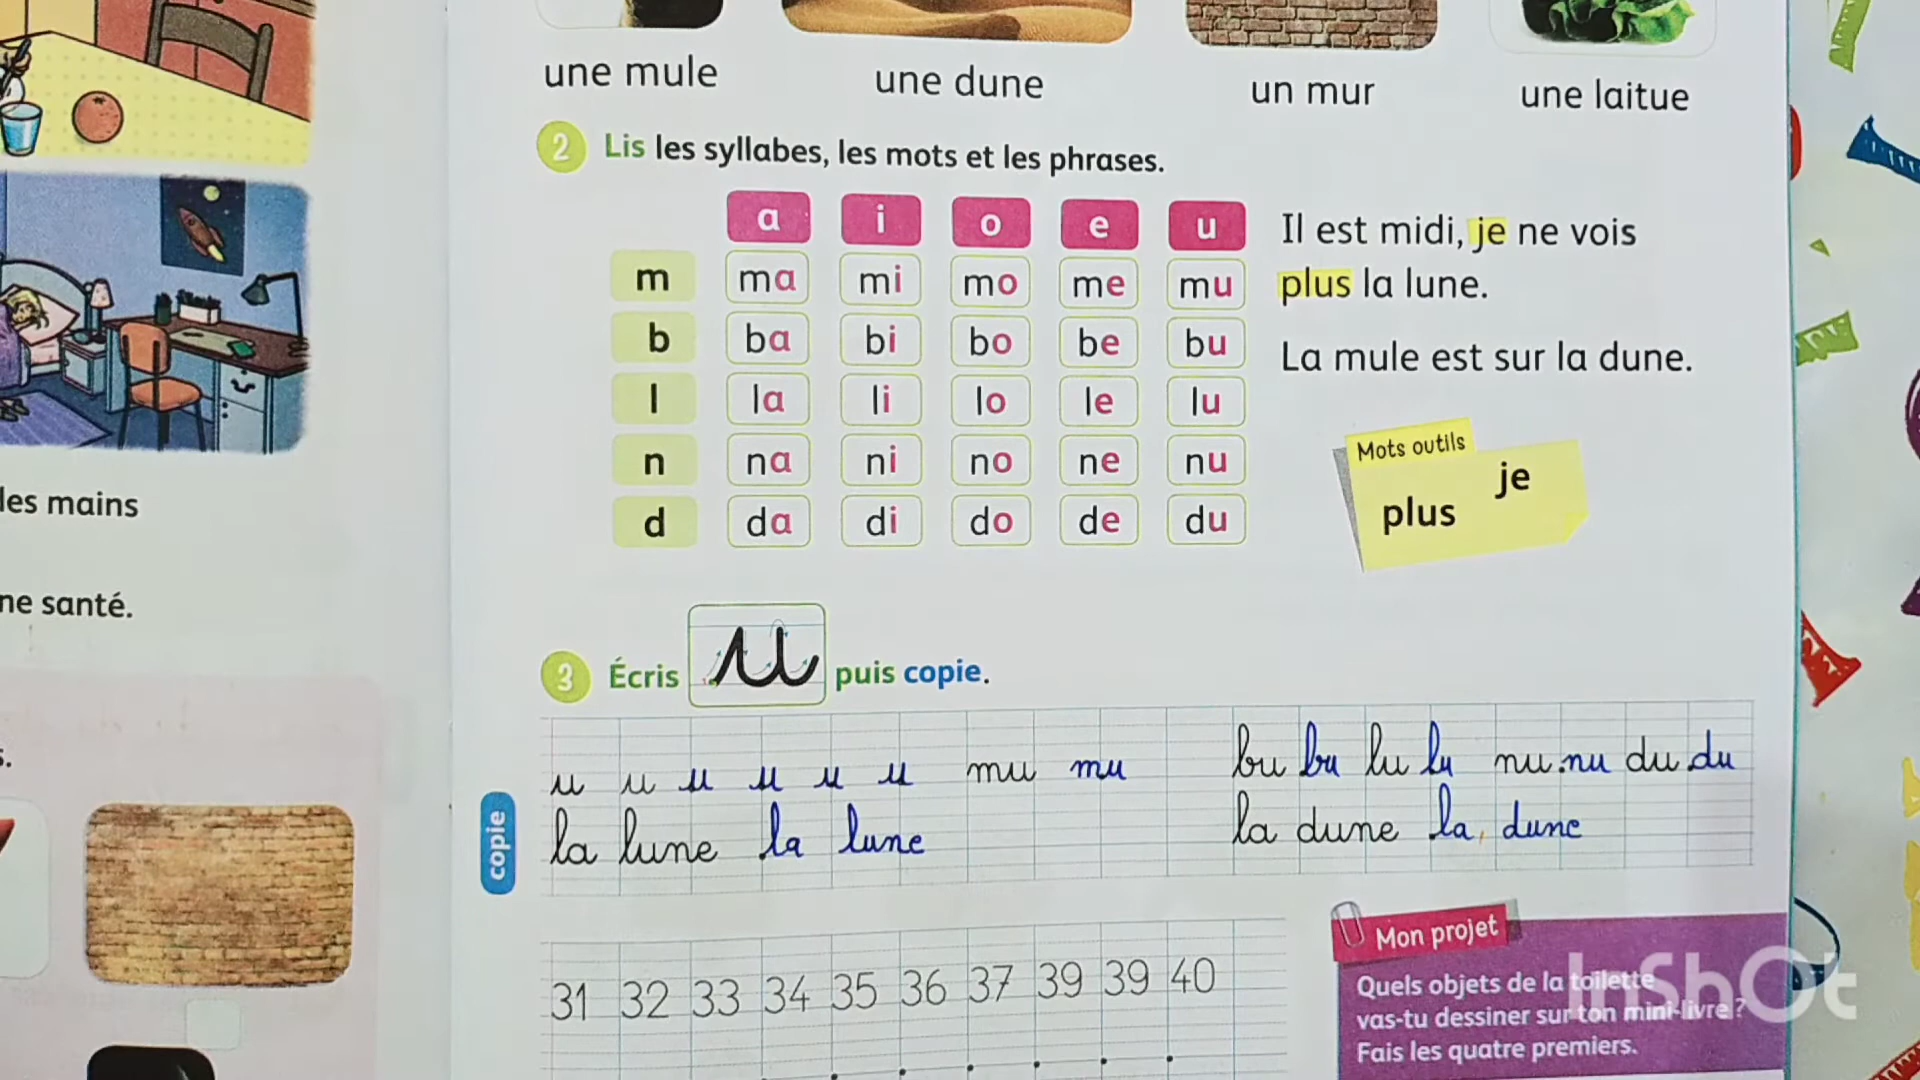 une mule
une dune
un mur
une laitue
2 Lis les syllabes, les mots et les phrases.
a i o e u
m ma mi mo me mu
b ba bi bo be bu
l la li lo le lu
n na ni no ne nu
d da di do de du
Il est midi, je ne vois
plus la lune.
La mule est sur la dune.
Mots outils
je
plus
les mains
ne santé.
3 Écris u puis copie.
copie
u u u u u u mu mu bu bu lu lu nu nu du du
la lune la lune la dune la dune
31 32 33 34 35 36 37 39 39 40
Mon projet
Quels objets de la toilette
vas-tu dessiner sur ton mini-livre ?
Fais les quatre premiers.
InShOt